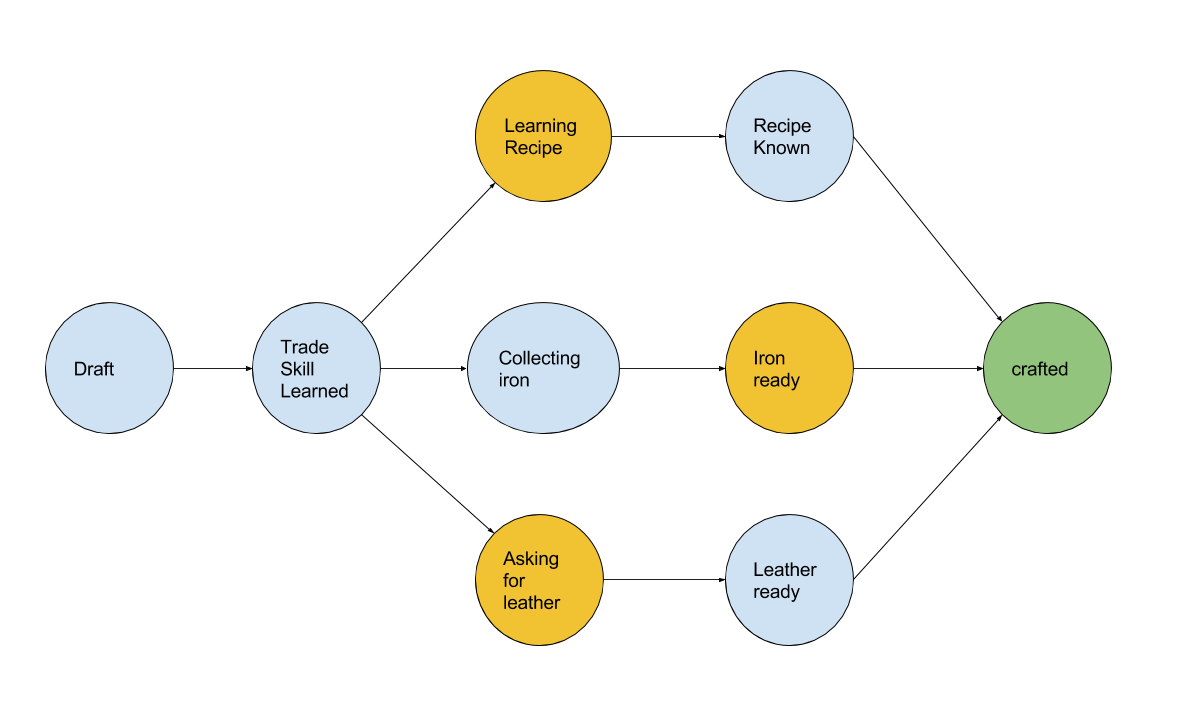 Learning
Recipe
Recipe
Known
Draft
Trade
Skill
Learned
Collecting
iron
Iron
ready
crafted
Asking
for
leather
Leather
ready